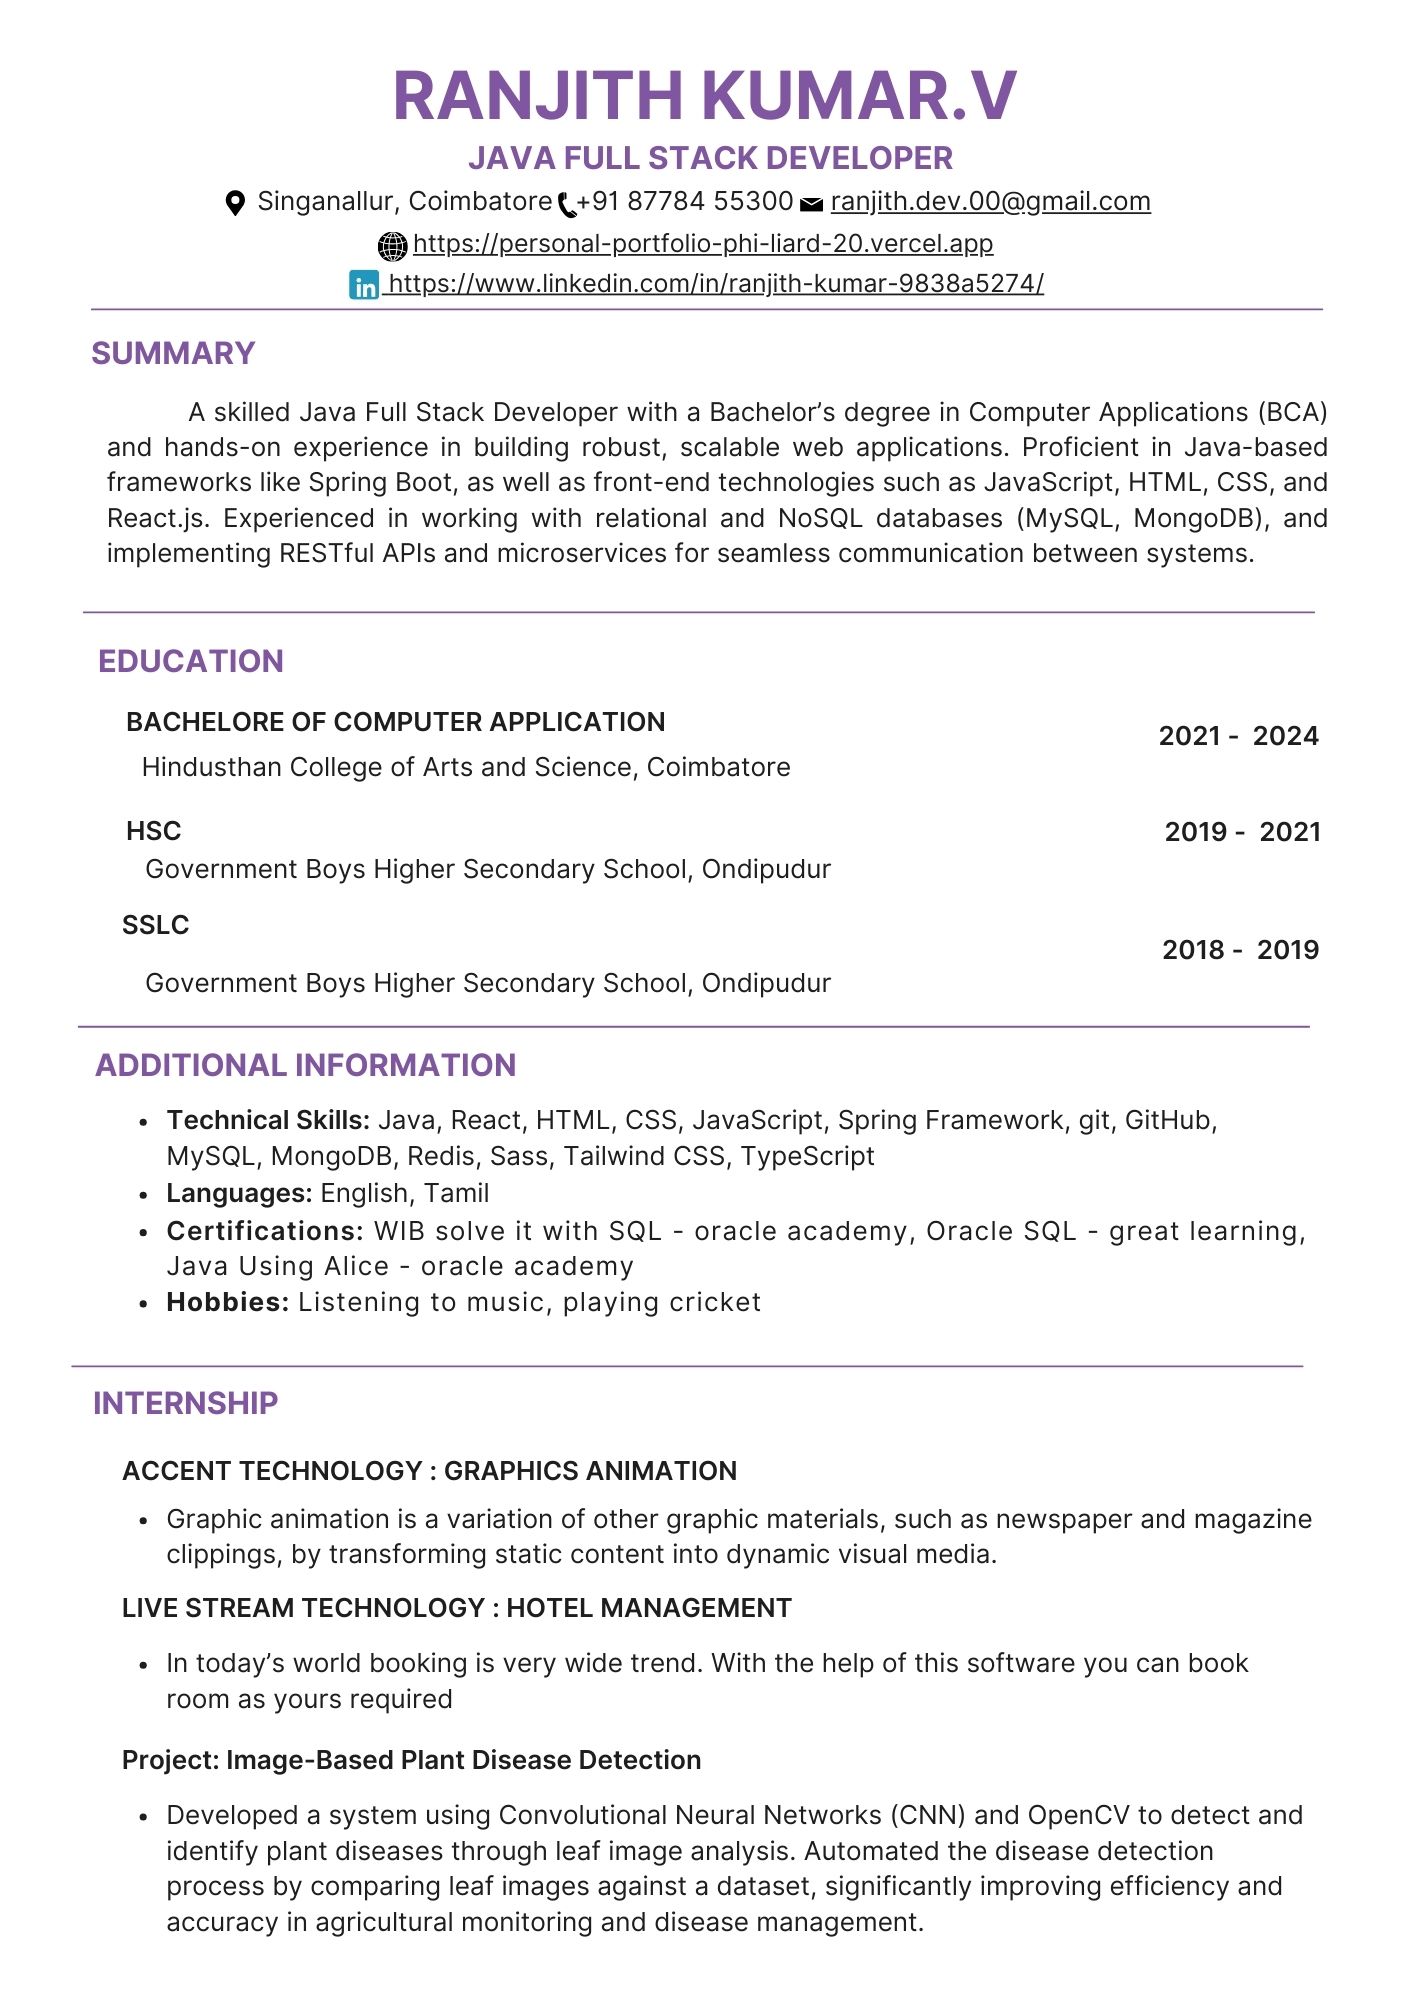 RANJITH KUMAR.V
JAVA FULL STACK DEVELOPER
Singanallur, Coimbatore +91 87784 55300 ranjith.dev.00@gmail.com
https://personal-portfolio-phi-liard-20.vercel.app
in https://www.linkedin.com/in/ranjith-kumar-9838a5274/
SUMMARY
A skilled Java Full Stack Developer with a Bachelor’s degree in Computer Applications (BCA)
and hands-on experience in building robust, scalable web applications. Proficient in Java-based
frameworks like Spring Boot, as well as front-end technologies such as JavaScript, HTML, CSS, and
React.js. Experienced in working with relational and NoSQL databases (MySQL, MongoDB), and
implementing RESTful APIs and microservices for seamless communication between systems.
EDUCATION
BACHELORE OF COMPUTER APPLICATION
2021 - 2024
Hindusthan College of Arts and Science, Coimbatore
HSC 2019 - 2021
Government Boys Higher Secondary School, Ondipudur
SSLC
2018 - 2019
Government Boys Higher Secondary School, Ondipudur
ADDITIONAL INFORMATION
• Technical Skills: Java, React, HTML, CSS, JavaScript, Spring Framework, git, GitHub,
MySQL, MongoDB, Redis, Sass, Tailwind CSS, TypeScript
• Languages: English, Tamil
• Certifications: WIB solve it with SQL - oracle academy, Oracle SQL - great learning,
Java Using Alice - oracle academy
• Hobbies: Listening to music, playing cricket
INTERNSHIP
ACCENT TECHNOLOGY : GRAPHICS ANIMATION
• Graphic animation is a variation of other graphic materials, such as newspaper and magazine
clippings, by transforming static content into dynamic visual media.
LIVE STREAM TECHNOLOGY : HOTEL MANAGEMENT
• In today’s world booking is very wide trend. With the help of this software you can book
room as yours required
Project: Image-Based Plant Disease Detection
• Developed a system using Convolutional Neural Networks (CNN) and OpenCV to detect and
identify plant diseases through leaf image analysis. Automated the disease detection
process by comparing leaf images against a dataset, significantly improving efficiency and
accuracy in agricultural monitoring and disease management.